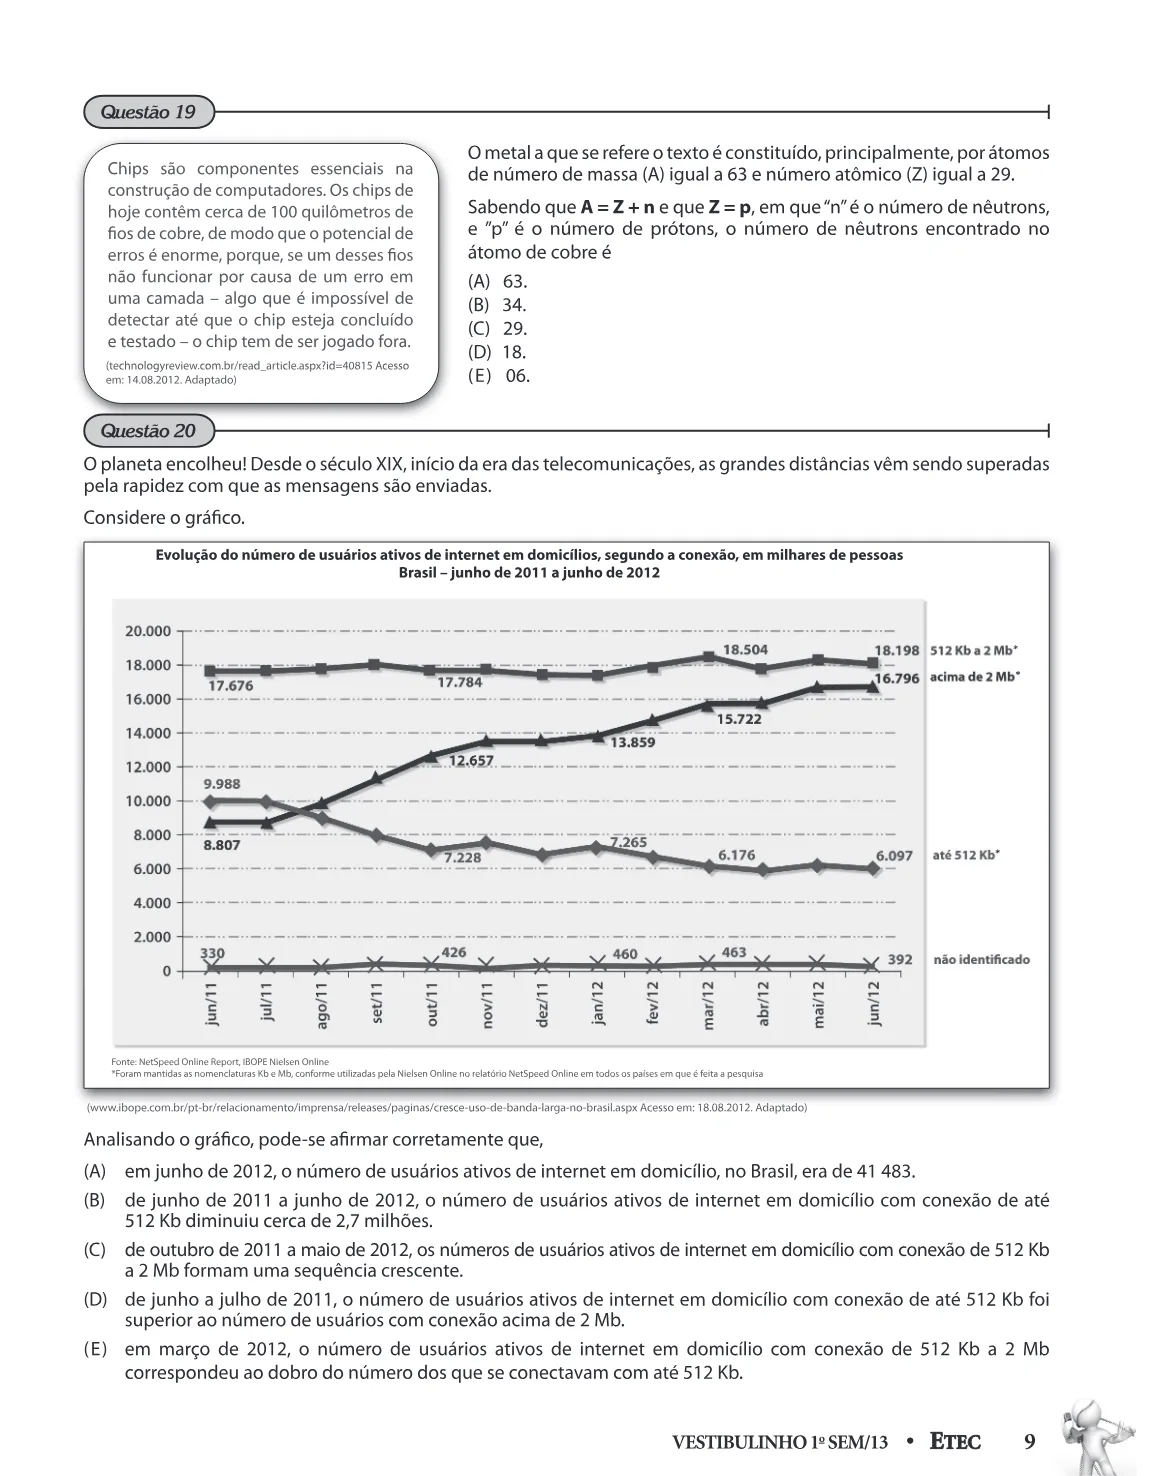 Questão 19
Chips são componentes essenciais na
construção de computadores. Os chips de
hoje contêm cerca de 100 quilômetros de
fios de cobre, de modo que o potencial de
erros é enorme, porque, se um desses fios
não funcionar por causa de um erro em
uma camada – algo que é impossível de
detectar até que o chip esteja concluído
e testado – o chip tem de ser jogado fora.
(technologyreview.com.br/read_article.aspx?id=40815 Acesso
em: 14.08.2012. Adaptado)
O metal a que se refere o texto é constituído, principalmente, por átomos
de número de massa (A) igual a 63 e número atômico (Z) igual a 29.
Sabendo que A = Z + n e que Z = p, em que “n” é o número de nêutrons,
e ”p” é o número de prótons, o número de nêutrons encontrado no
átomo de cobre é
(A) 63.
(B) 34.
(C) 29.
(D) 18.
(E) 06.
Questão 20
O planeta encolheu! Desde o século XIX, início da era das telecomunicações, as grandes distâncias vêm sendo superadas
pela rapidez com que as mensagens são enviadas.
Considere o gráfico.
Evolução do número de usuários ativos de internet em domicílios, segundo a conexão, em milhares de pessoas
Brasil – junho de 2011 a junho de 2012
20.000
18.000
16.000
14.000
12.000
10.000
8.000
6.000
4.000
2.000
0
17.676
17.784
18.504
18.198 512 Kb a 2 Mb*
8.807
12.657
13.859
15.722
16.796 acima de 2 Mb*
9.988
7.228
7.265
6.176
6.097 até 512 Kb*
330
426
460
463
392 não identificado
jun/11
jul/11
ago/11
set/11
out/11
nov/11
dez/11
jan/12
fev/12
mar/12
abr/12
mai/12
jun/12
Fonte: NetSpeed Online Report, IBOPE Nielsen Online
*Foram mantidas as nomenclaturas Kb e Mb, conforme utilizadas pela Nielsen Online no relatório NetSpeed Online em todos os países em que é feita a pesquisa
(www.ibope.com.br/pt-br/relacionamento/imprensa/releases/paginas/cresce-uso-de-banda-larga-no-brasil.aspx Acesso em: 18.08.2012. Adaptado)
Analisando o gráfico, pode-se afirmar corretamente que,
(A) em junho de 2012, o número de usuários ativos de internet em domicílio, no Brasil, era de 41 483.
(B) de junho de 2011 a junho de 2012, o número de usuários ativos de internet em domicílio com conexão de até
512 Kb diminuiu cerca de 2,7 milhões.
(C) de outubro de 2011 a maio de 2012, os números de usuários ativos de internet em domicílio com conexão de 512 Kb
a 2 Mb formam uma sequência crescente.
(D) de junho a julho de 2011, o número de usuários ativos de internet em domicílio com conexão de até 512 Kb foi
superior ao número de usuários com conexão acima de 2 Mb.
(E) em março de 2012, o número de usuários ativos de internet em domicílio com conexão de 512 Kb a 2 Mb
correspondeu ao dobro do número dos que se conectavam com até 512 Kb.
VESTIBULINHO 1º SEM/13 • ETEC 9